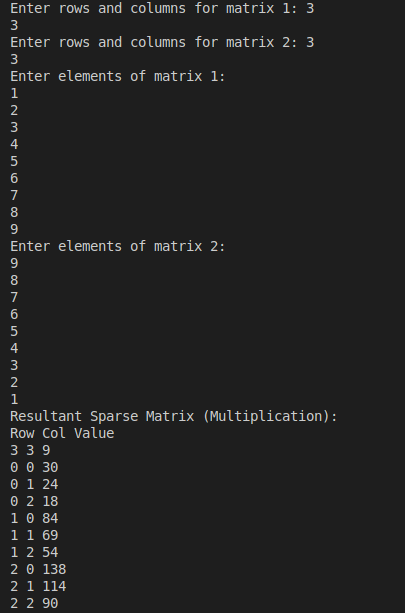 Enter rows and columns for matrix 1: 3
3
Enter rows and columns for matrix 2: 3
3
Enter elements of matrix 1:
1
2
3
4
5
6
7
8
9
Enter elements of matrix 2:
9
8
7
6
5
4
3
2
1
Resultant Sparse Matrix (Multiplication):
Row Col Value
3 3 9
0 0 30
0 1 24
0 2 18
1 0 84
1 1 69
1 2 54
2 0 138
2 1 114
2 2 90